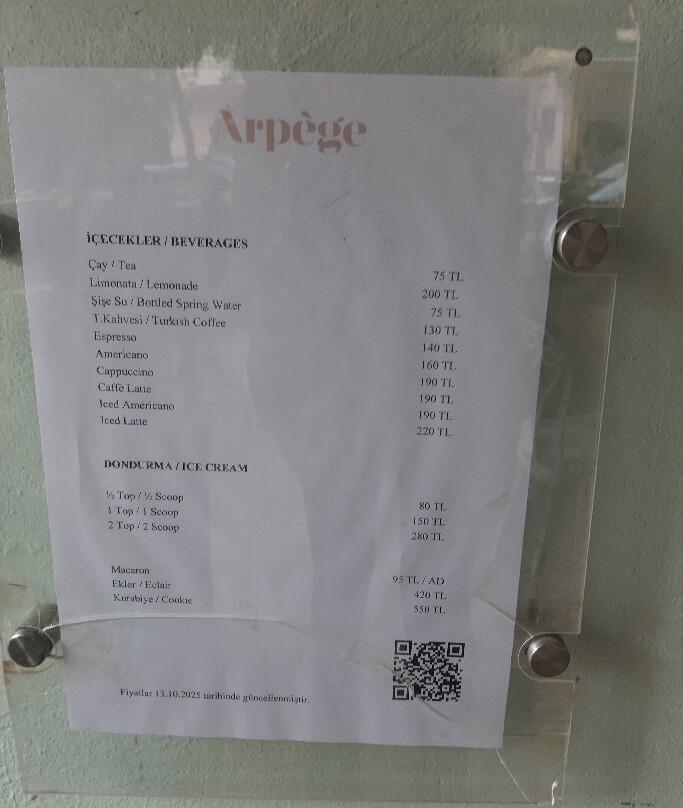 Arpège
İÇECEKLER / BEVERAGES
Çay / Tea 75 TL
Limonata / Lemonade 200 TL
Şişe Su / Bottled Spring Water 75 TL
T.Kahvesi / Turkish Coffee 130 TL
Espresso 140 TL
Americano 160 TL
Cappuccino 190 TL
Caffè Latte 190 TL
Iced Americano 190 TL
Iced Latte 220 TL
DONDURMA / ICE CREAM
½ Top / ½ Scoop 80 TL
1 Top / 1 Scoop 150 TL
2 Top / 2 Scoop 280 TL
Macaron 95 TL / AD
Ekler / Eclair 420 TL
Kurabiye / Cookie 550 TL
Fiyatlar 13.10.2025 tarihinde güncellenmiştir.